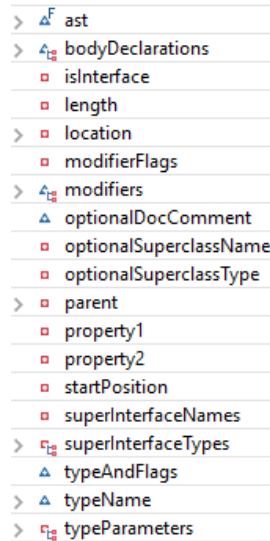 F ast
bodyDeclarations
isInterface
length
location
modifierFlags
modifiers
optionalDocComment
optionalSuperclassName
optionalSuperclassType
parent
property1
property2
startPosition
superInterfaceNames
superInterfaceTypes
typeAndFlags
typeName
typeParameters